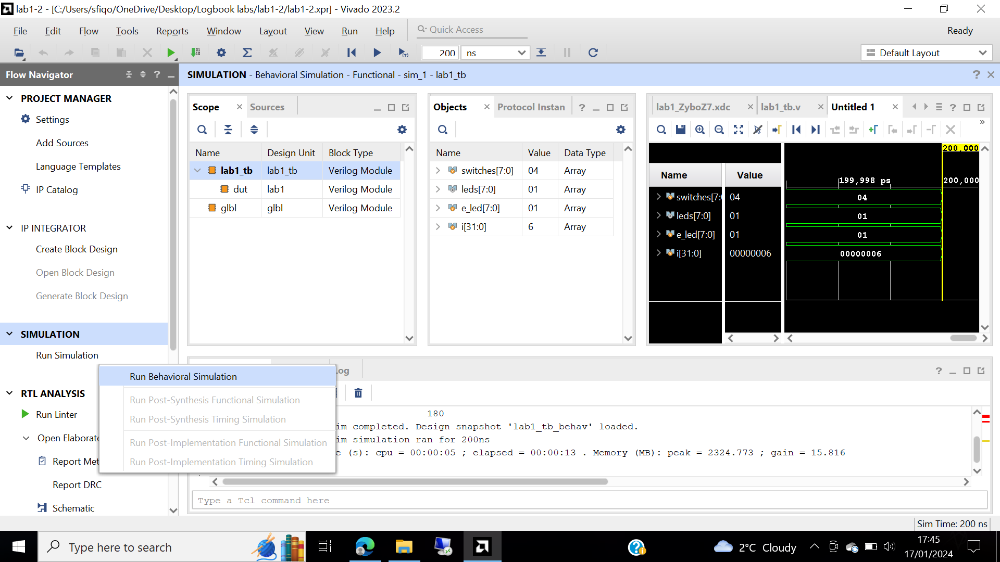 lab1-2 - [C:/Users/sfiqo/OneDrive/Desktop/Logbook labs/lab1-2/lab1-2.xpr] - Vivado 2023.2
File Edit Flow Tools Reports Window Layout View Run Help Quick Access Ready
200 ns Default Layout
Flow Navigator
SIMULATION - Behavioral Simulation - Functional - sim_1 - lab1_tb
PROJECT MANAGER
Settings
Add Sources
Language Templates
IP Catalog
IP INTEGRATOR
Create Block Design
Open Block Design
Generate Block Design
SIMULATION
Run Simulation
RTL ANALYSIS
Run Linter
Open Elaborate
Report Met
Report DRC
Schematic
Run Behavioral Simulation
Run Post-Synthesis Functional Simulation
Run Post-Synthesis Timing Simulation
Run Post-Implementation Functional Simulation
Run Post-Implementation Timing Simulation
Scope Sources
Name Design Unit Block Type
lab1_tb lab1_tb Verilog Module
dut lab1 Verilog Module
glbl glbl Verilog Module
Objects Protocol Instan
Name Value Data Type
switches[7:0] 04 Array
leds[7:0] 01 Array
e_led[7:0] 01 Array
i[31:0] 6 Array
lab1_ZyboZ7.xdc lab1_tb.v Untitled 1
200,000
Name Value 199,998 ps 200,000
switches[7: 04 04
leds[7:0] 01 01
e_led[7:0] 01 01
i[31:0] 00000006 00000006
Log
180
im completed. Design snapshot 'lab1_tb_behav' loaded.
im simulation ran for 200ns
e (s): cpu = 00:00:05 ; elapsed = 00:00:13 . Memory (MB): peak = 2324.773 ; gain = 15.816
Type a Tcl command here
Sim Time: 200 ns
Type here to search
2°C Cloudy
17:45
17/01/2024